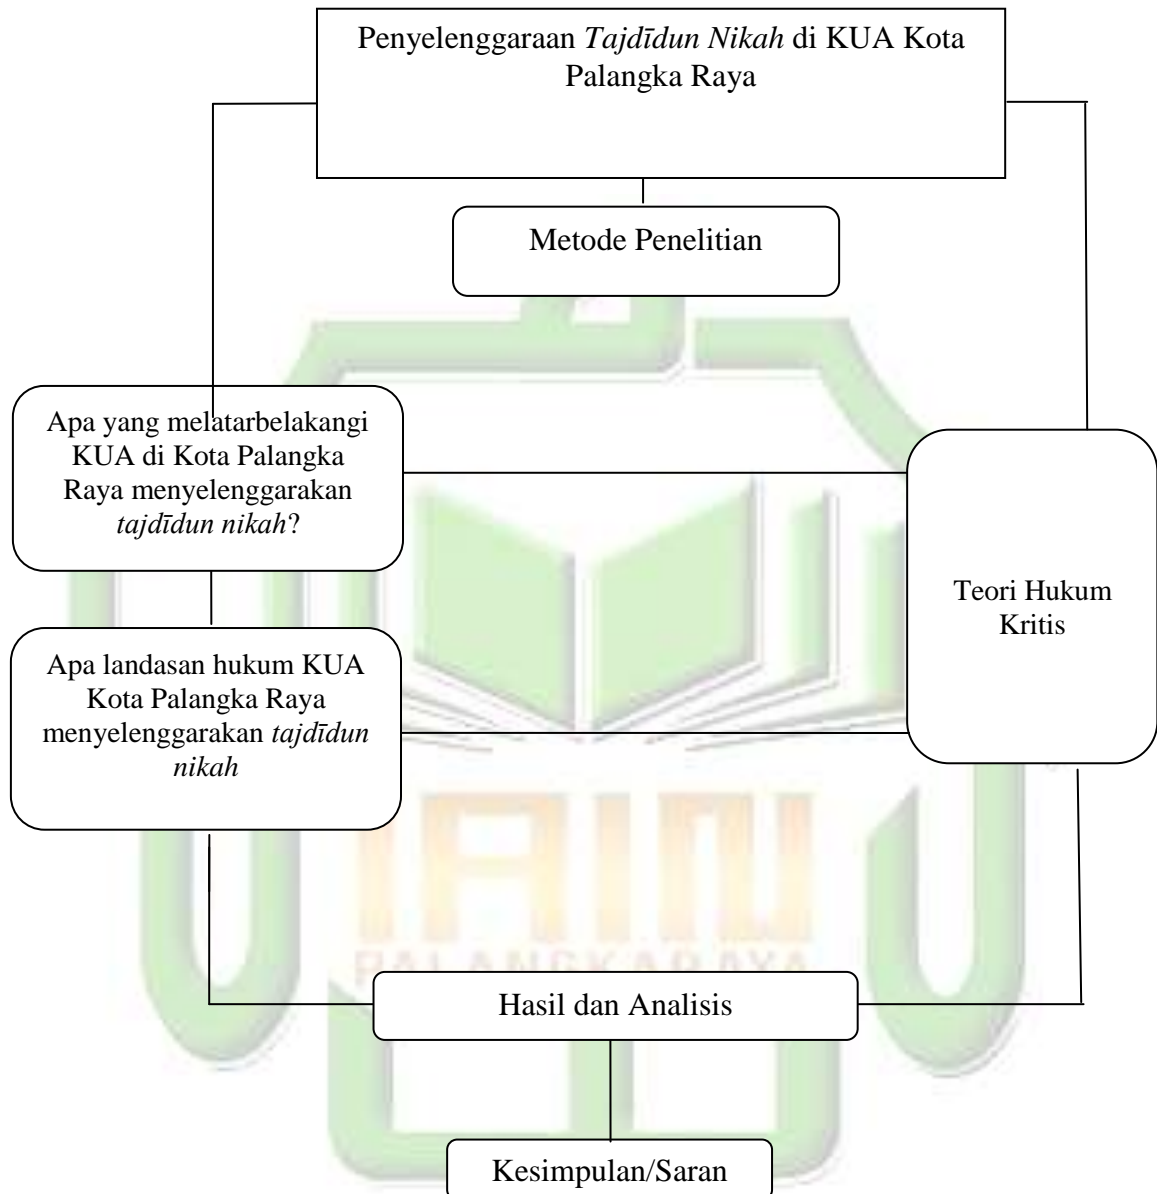 Penyelenggaraan Tajdīdun Nikah di KUA Kota
Palangka Raya
Metode Penelitian
Apa yang melatarbelakangi
KUA di Kota Palangka
Raya menyelenggarakan
tajdīdun nikah?
Teori Hukum
Kritis
Apa landasan hukum KUA
Kota Palangka Raya
menyelenggarakan tajdīdun
nikah
IAIN
PALANGKARAYA
Hasil dan Analisis
Kesimpulan/Saran